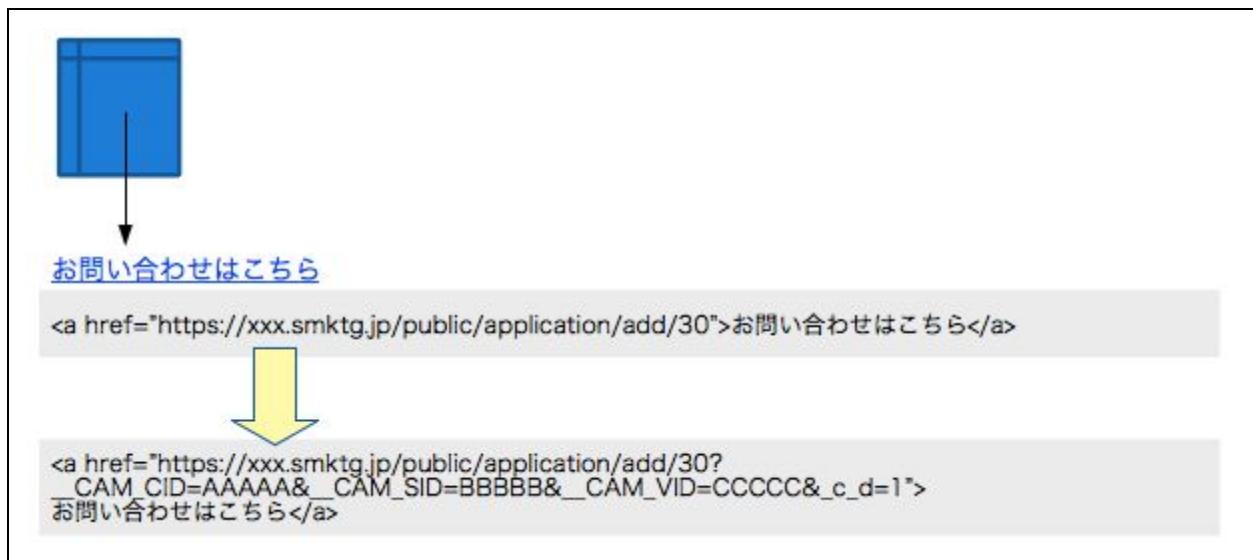 お問い合わせはこちら
<a href="https://xxx.smktg.jp/public/application/add/30">お問い合わせはこちら</a>
<a href="https://xxx.smktg.jp/public/application/add/30?
__CAM_CID=AAAAA&__CAM_SID=BBBBB&__CAM_VID=CCCCC&_c_d=1">
お問い合わせはこちら</a>